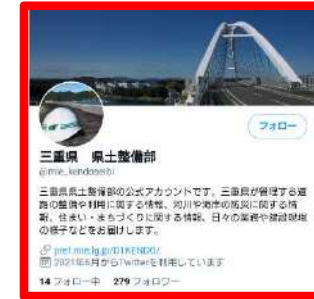 フォロー
三重県 県土整備部
@mie_kendoseibi
三重県県土整備部の公式アカウントです。三重県が管理する道
路の整備や利用に関する情報、河川や海岸の防災に関する情
報、住まい・まちづくりに関する情報、日々の業務や建設現場
の様子などをお届けします。
pref.mie.lg.jp/D1KENDO/
2021年6月からTwitterを利用しています
14 フォロー中 279 フォロワー